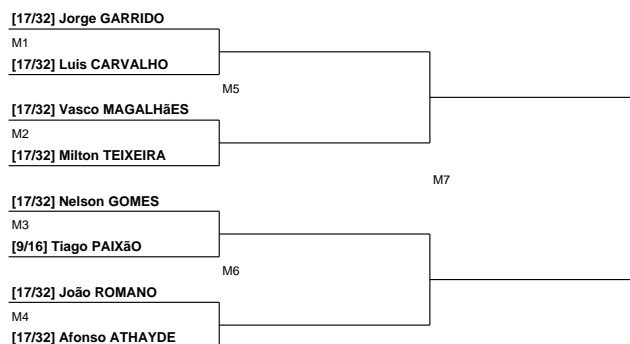 [17/32] Jorge GARRIDO
M1
[17/32] Luis CARVALHO
M5
[17/32] Vasco MAGALHãES
M2
[17/32] Milton TEIXEIRA
M7
[17/32] Nelson GOMES
M3
[9/16] Tiago PAIXãO
M6
[17/32] João ROMANO
M4
[17/32] Afonso ATHAYDE